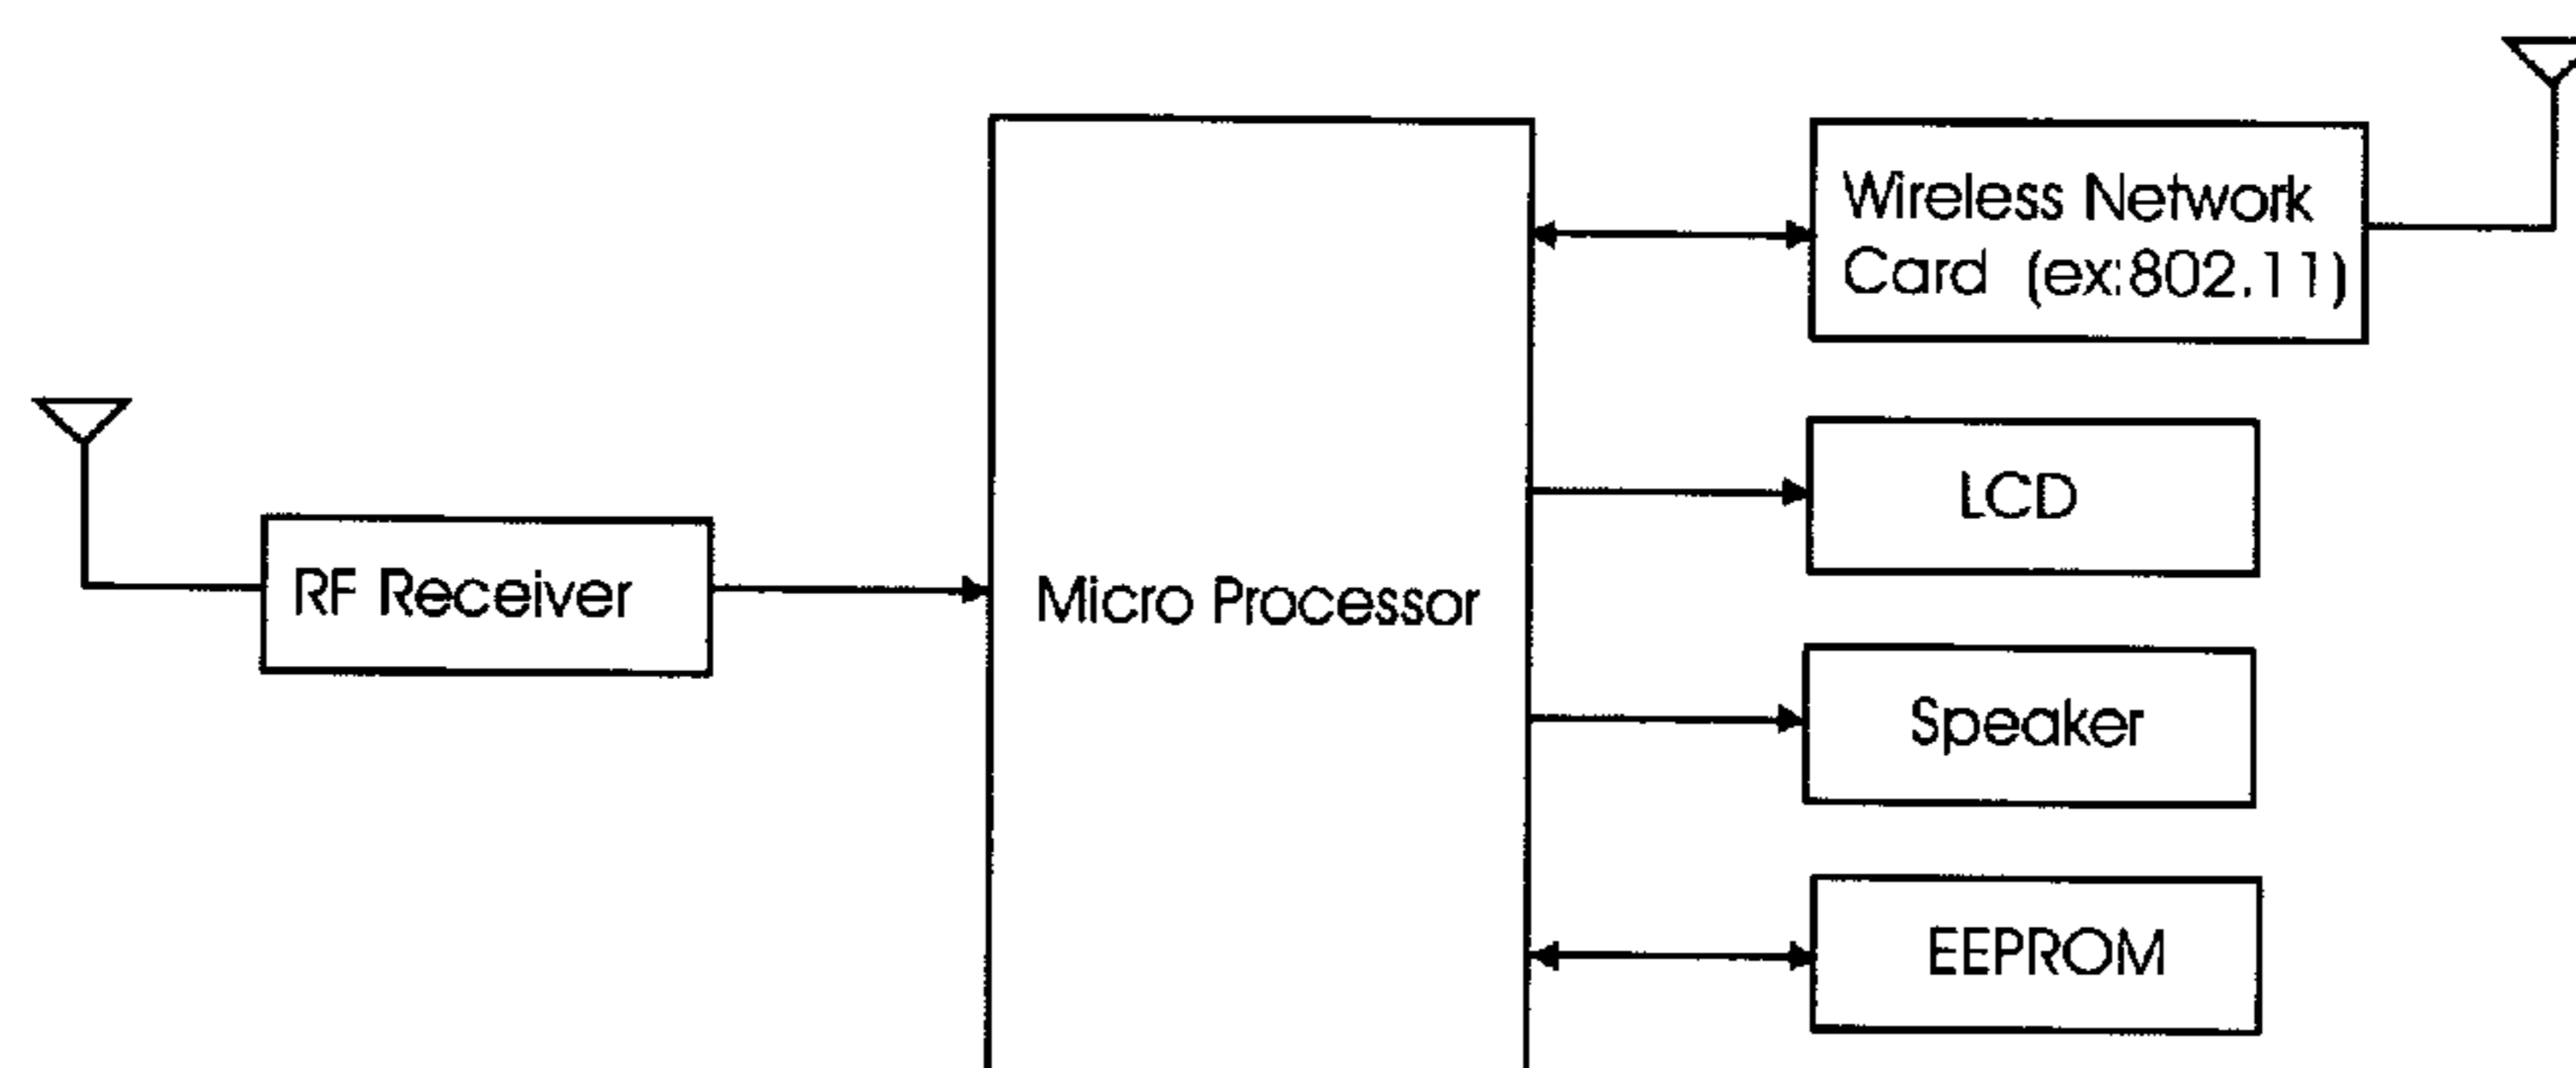 Wireless Network
Card (ex:802.11)
LCD
RF Receiver
Micro Processor
Speaker
EEPROM